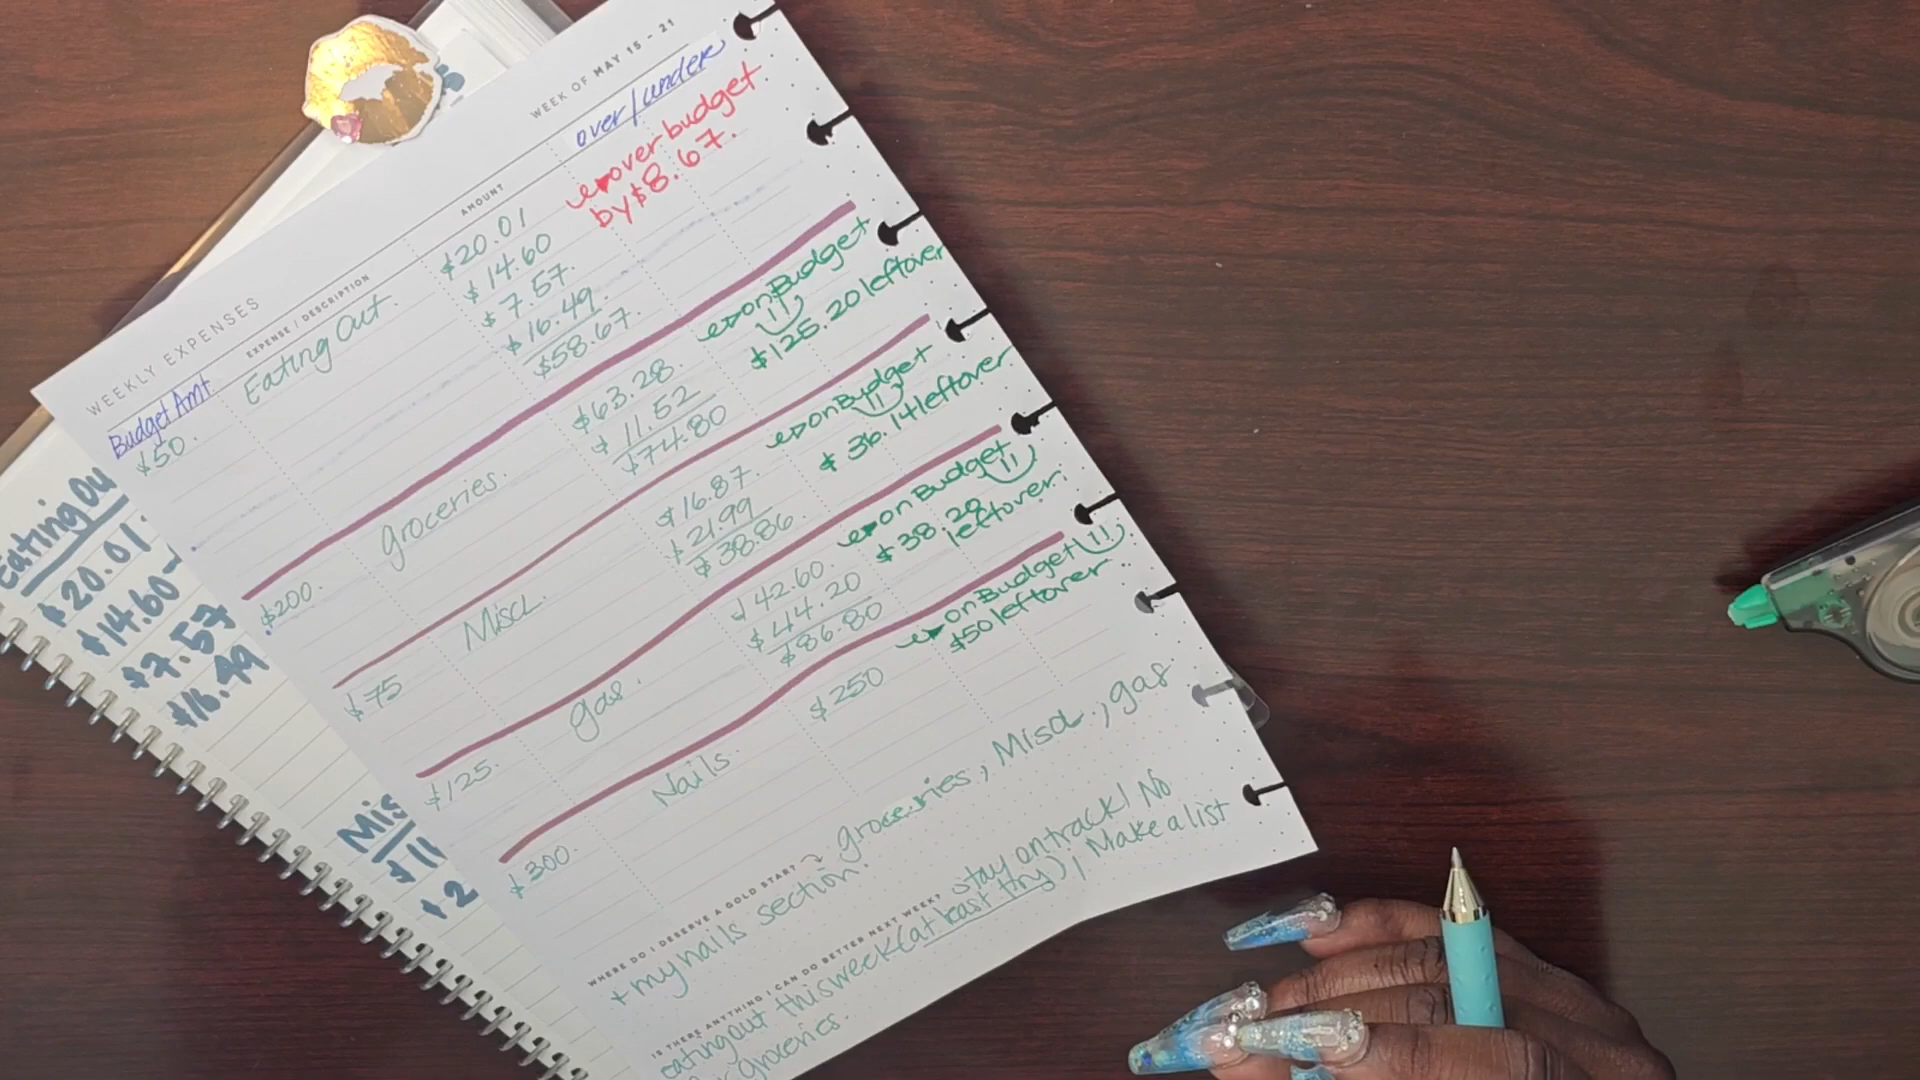 WEEKLY EXPENSES
WEEK OF MAY 15 - 21
EXPENSE / DESCRIPTION
AMOUNT
over/under
Budget Amt
$50.
Eating Out.
$20.01
$14.60
$7.57.
$16.49.
$58.67.
over budget
by $8.67.
$200.
groceries.
$63.28.
$11.52
$74.80
on Budget
$125.20 leftover
$75
Miscl.
$16.87.
$21.99
$38.86.
on Budget
$36.14 leftover
$125.
gas.
$42.60.
$44.20
$86.80
on Budget
$38.20
leftover.
$300.
Nails.
$250
on Budget
$50 leftover
WHERE DO I DESERVE A GOLD START
groceries, Miscl., gas
+ my nails section.
IS THERE ANYTHING I CAN DO BETTER NEXT WEEK?
stay on track! No
eating out this week (at least try)! Make a list
groceries.
Eating Ou
$20.01.
$14.60-
$7.57
$16.49
Mis
$11